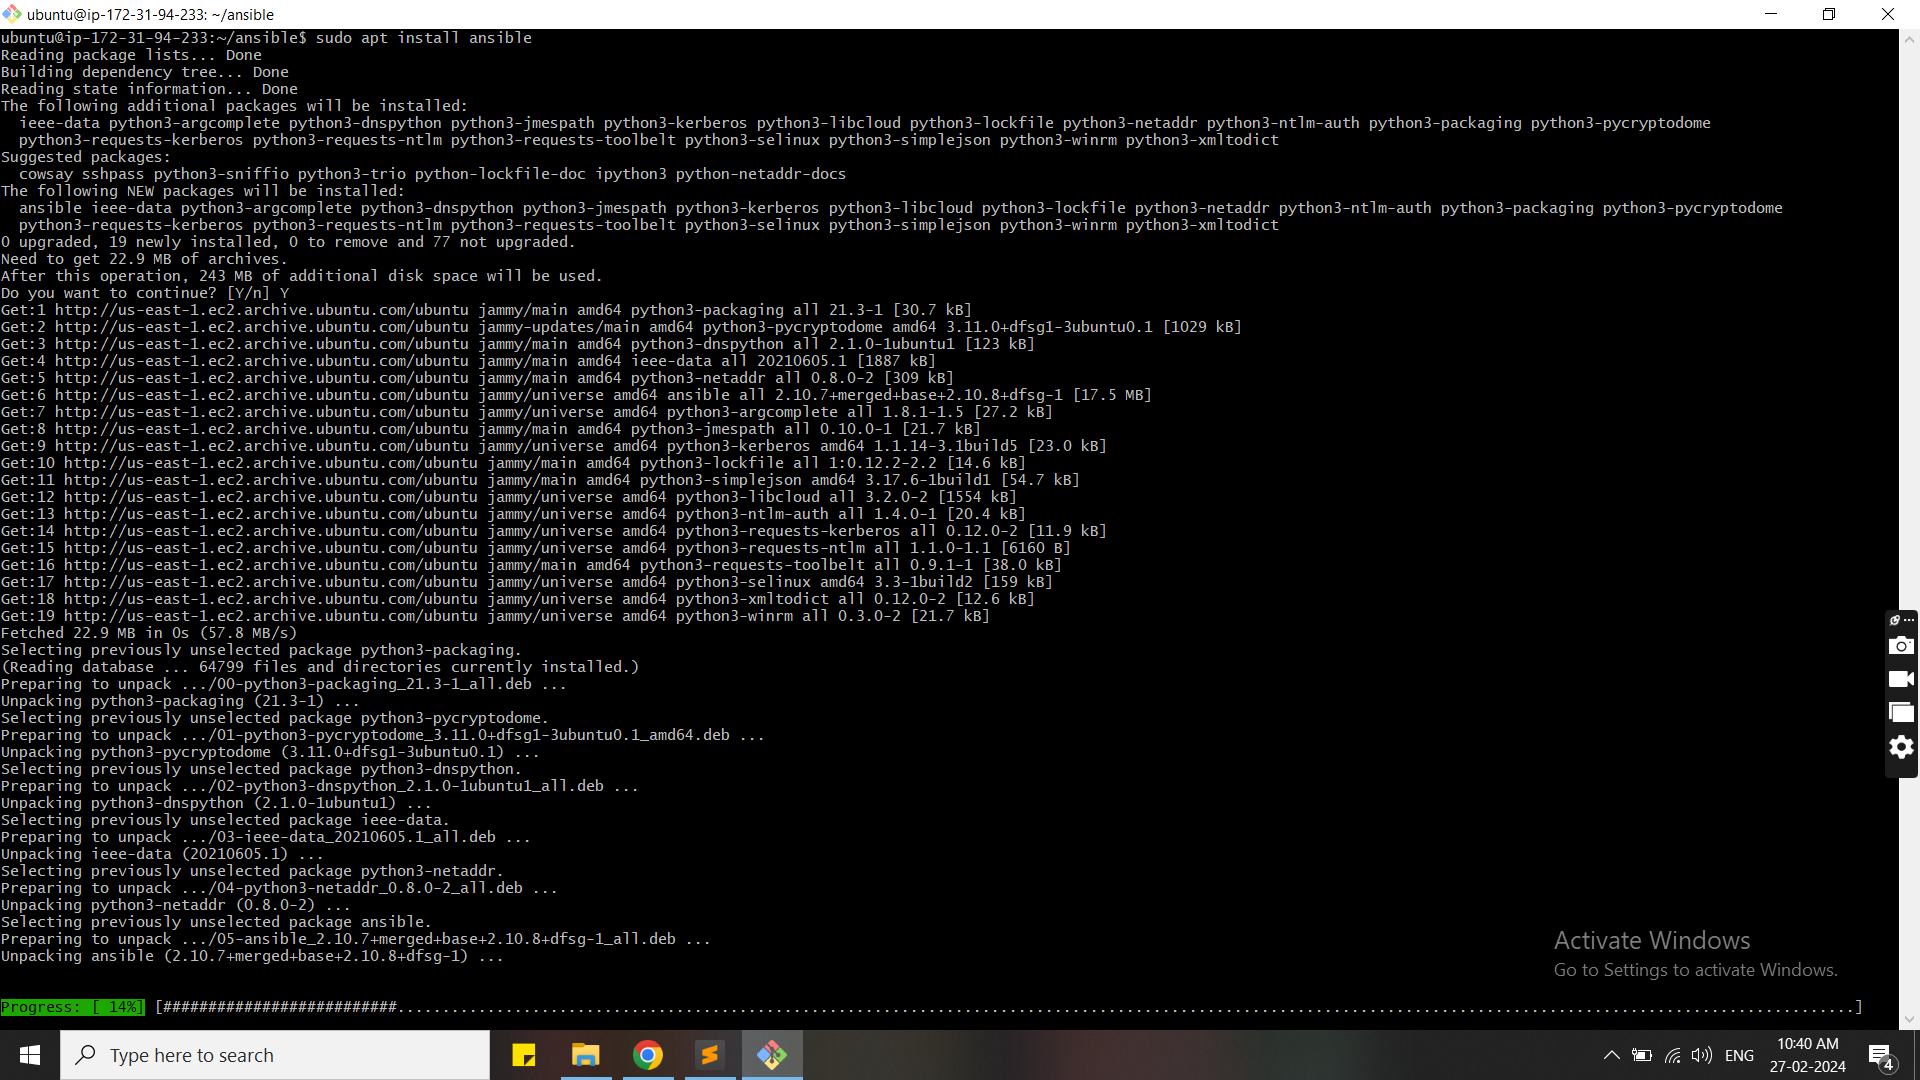 ubuntu@ip-172-31-94-233: ~/ansible
ubuntu@ip-172-31-94-233:~/ansible$ sudo apt install ansible
Reading package lists... Done
Building dependency tree... Done
Reading state information... Done
The following additional packages will be installed:
  ieee-data python3-argcomplete python3-dnspython python3-jmespath python3-kerberos python3-libcloud python3-lockfile python3-netaddr python3-ntlm-auth python3-packaging python3-pycryptodome
  python3-requests-kerberos python3-requests-ntlm python3-requests-toolbelt python3-selinux python3-simplejson python3-winrm python3-xmltodict
Suggested packages:
  cowsay sshpass python3-sniffio python3-trio python-lockfile-doc ipython3 python-netaddr-docs
The following NEW packages will be installed:
  ansible ieee-data python3-argcomplete python3-dnspython python3-jmespath python3-kerberos python3-libcloud python3-lockfile python3-netaddr python3-ntlm-auth python3-packaging python3-pycryptodome
  python3-requests-kerberos python3-requests-ntlm python3-requests-toolbelt python3-selinux python3-simplejson python3-winrm python3-xmltodict
0 upgraded, 19 newly installed, 0 to remove and 77 not upgraded.
Need to get 22.9 MB of archives.
After this operation, 243 MB of additional disk space will be used.
Do you want to continue? [Y/n] Y
Get:1 http://us-east-1.ec2.archive.ubuntu.com/ubuntu jammy/main amd64 python3-packaging all 21.3-1 [30.7 kB]
Get:2 http://us-east-1.ec2.archive.ubuntu.com/ubuntu jammy-updates/main amd64 python3-pycryptodome amd64 3.11.0+dfsg1-3ubuntu0.1 [1029 kB]
Get:3 http://us-east-1.ec2.archive.ubuntu.com/ubuntu jammy/main amd64 python3-dnspython all 2.1.0-1ubuntu1 [123 kB]
Get:4 http://us-east-1.ec2.archive.ubuntu.com/ubuntu jammy/main amd64 ieee-data all 20210605.1 [1887 kB]
Get:5 http://us-east-1.ec2.archive.ubuntu.com/ubuntu jammy/main amd64 python3-netaddr all 0.8.0-2 [309 kB]
Get:6 http://us-east-1.ec2.archive.ubuntu.com/ubuntu jammy/universe amd64 ansible all 2.10.7+merged+base+2.10.8+dfsg-1 [17.5 MB]
Get:7 http://us-east-1.ec2.archive.ubuntu.com/ubuntu jammy/universe amd64 python3-argcomplete all 1.8.1-1.5 [27.2 kB]
Get:8 http://us-east-1.ec2.archive.ubuntu.com/ubuntu jammy/main amd64 python3-jmespath all 0.10.0-1 [21.7 kB]
Get:9 http://us-east-1.ec2.archive.ubuntu.com/ubuntu jammy/universe amd64 python3-kerberos amd64 1.1.14-3.1build5 [23.0 kB]
Get:10 http://us-east-1.ec2.archive.ubuntu.com/ubuntu jammy/main amd64 python3-lockfile all 1:0.12.2-2.2 [14.6 kB]
Get:11 http://us-east-1.ec2.archive.ubuntu.com/ubuntu jammy/main amd64 python3-simplejson amd64 3.17.6-1build1 [54.7 kB]
Get:12 http://us-east-1.ec2.archive.ubuntu.com/ubuntu jammy/universe amd64 python3-libcloud all 3.2.0-2 [1554 kB]
Get:13 http://us-east-1.ec2.archive.ubuntu.com/ubuntu jammy/universe amd64 python3-ntlm-auth all 1.4.0-1 [20.4 kB]
Get:14 http://us-east-1.ec2.archive.ubuntu.com/ubuntu jammy/universe amd64 python3-requests-kerberos all 0.12.0-2 [11.9 kB]
Get:15 http://us-east-1.ec2.archive.ubuntu.com/ubuntu jammy/universe amd64 python3-requests-ntlm all 1.1.0-1.1 [6160 B]
Get:16 http://us-east-1.ec2.archive.ubuntu.com/ubuntu jammy/main amd64 python3-requests-toolbelt all 0.9.1-1 [38.0 kB]
Get:17 http://us-east-1.ec2.archive.ubuntu.com/ubuntu jammy/universe amd64 python3-selinux amd64 3.3-1build2 [159 kB]
Get:18 http://us-east-1.ec2.archive.ubuntu.com/ubuntu jammy/universe amd64 python3-xmltodict all 0.12.0-2 [12.6 kB]
Get:19 http://us-east-1.ec2.archive.ubuntu.com/ubuntu jammy/universe amd64 python3-winrm all 0.3.0-2 [21.7 kB]
Fetched 22.9 MB in 0s (57.8 MB/s)
Selecting previously unselected package python3-packaging.
(Reading database ... 64799 files and directories currently installed.)
Preparing to unpack .../00-python3-packaging_21.3-1_all.deb ...
Unpacking python3-packaging (21.3-1) ...
Selecting previously unselected package python3-pycryptodome.
Preparing to unpack .../01-python3-pycryptodome_3.11.0+dfsg1-3ubuntu0.1_amd64.deb ...
Unpacking python3-pycryptodome (3.11.0+dfsg1-3ubuntu0.1) ...
Selecting previously unselected package python3-dnspython.
Preparing to unpack .../02-python3-dnspython_2.1.0-1ubuntu1_all.deb ...
Unpacking python3-dnspython (2.1.0-1ubuntu1) ...
Selecting previously unselected package ieee-data.
Preparing to unpack .../03-ieee-data_20210605.1_all.deb ...
Unpacking ieee-data (20210605.1) ...
Selecting previously unselected package python3-netaddr.
Preparing to unpack .../04-python3-netaddr_0.8.0-2_all.deb ...
Unpacking python3-netaddr (0.8.0-2) ...
Selecting previously unselected package ansible.
Preparing to unpack .../05-ansible_2.10.7+merged+base+2.10.8+dfsg-1_all.deb ...
Unpacking ansible (2.10.7+merged+base+2.10.8+dfsg-1) ...
Activate Windows
Go to Settings to activate Windows.
Progress: [ 14%] [##########################..................................................................................................................................................................]
Type here to search
ENG
10:40 AM
27-02-2024
4